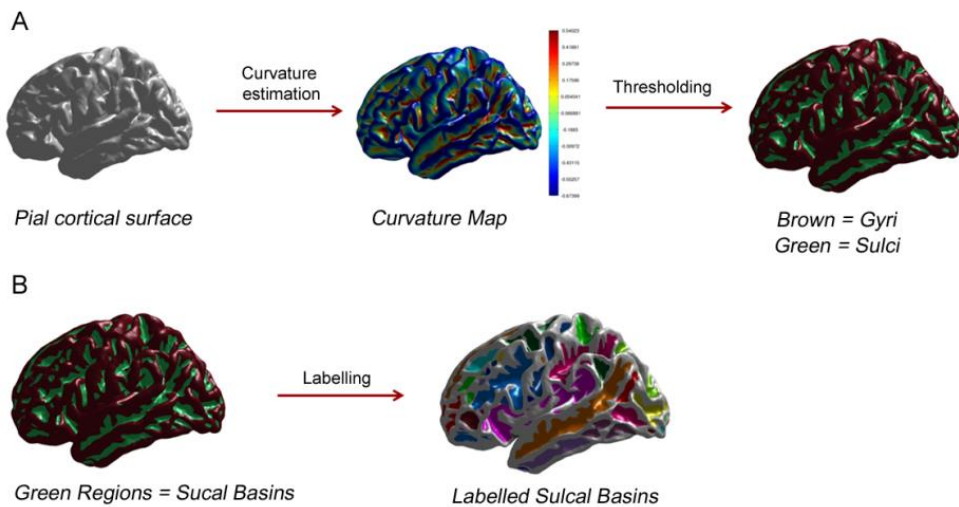 A
Curvature
estimation
Thresholding
Pial cortical surface
Curvature Map
Brown = Gyri
Green = Sulci
B
Labelling
Green Regions = Sucal Basins
Labelled Sulcal Basins